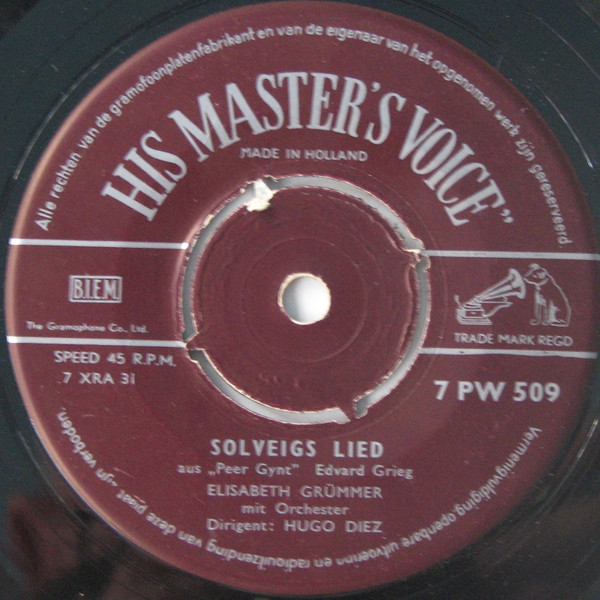 Alle rechten van de gramofoonplatenfabrikant en van de eigenaar van het opgenomen werk zijn gereserveerd.
HIS MASTER'S VOICE"
MADE IN HOLLAND
B.I.E.M.
The Gramophone Co., Ltd.
TRADE MARK REGD
SPEED 45 R.P.M.
7 XRA 31
7 PW 509
SOLVEIGS LIED
aus „Peer Gynt" Edvard Grieg
ELISABETH GRÜMMER
mit Orchester
Dirigent: HUGO DIEZ
Vermenigvuldiging, openbare uitvoering en radiouitzending van deze plaat zijn verboden.